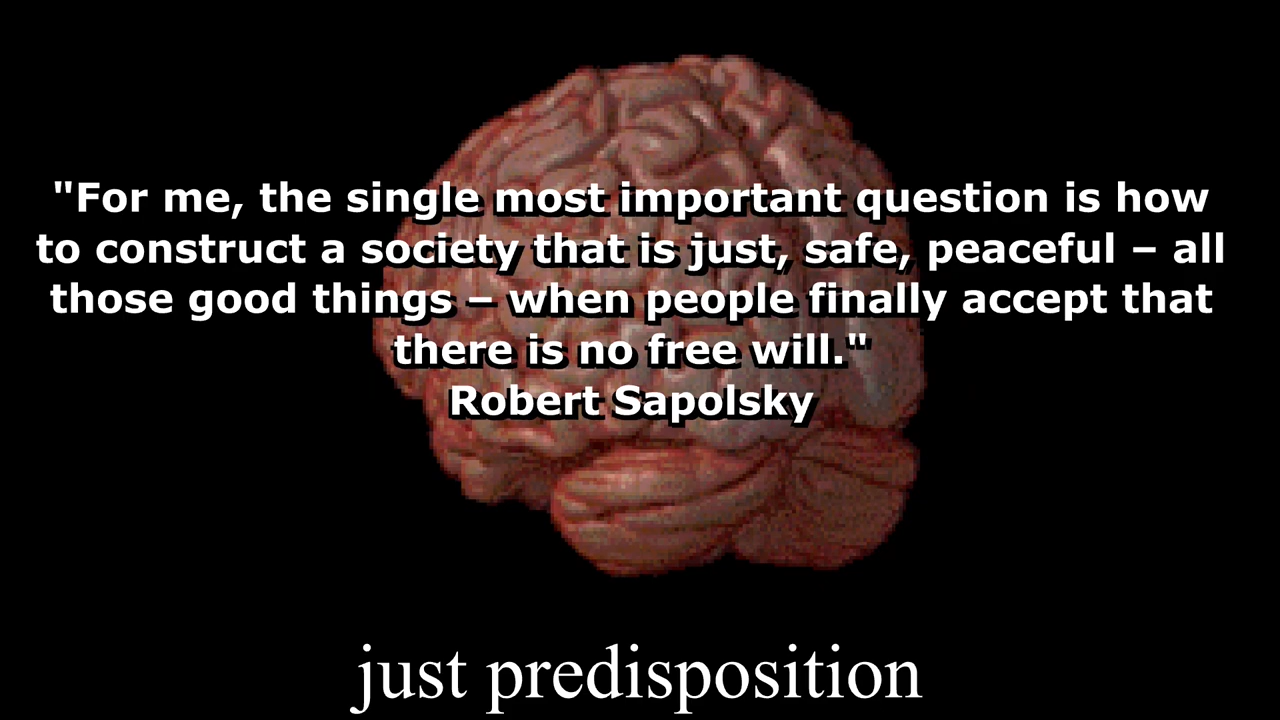 "For me, the single most important question is how
to construct a society that is just, safe, peaceful – all
those good things – when people finally accept that
there is no free will."
Robert Sapolsky
just predisposition